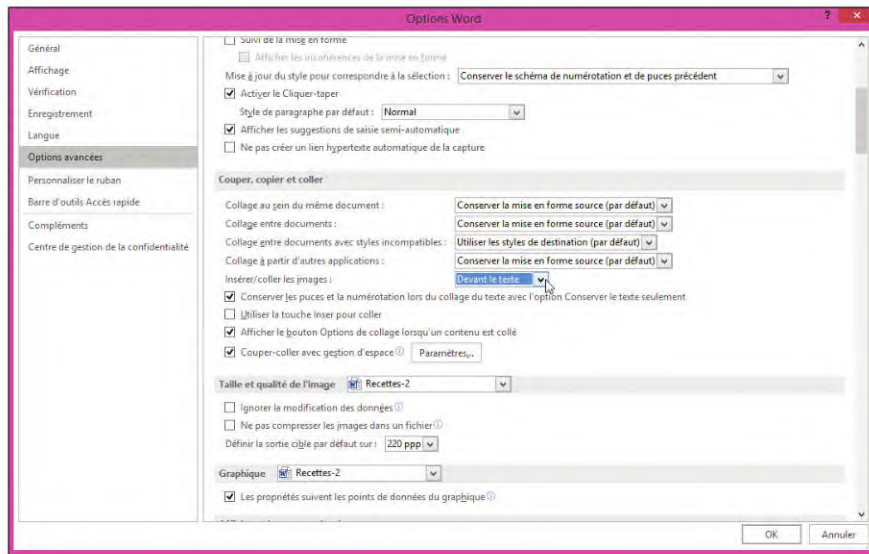 Options Word
? ×
Général
Affichage
Vérification
Enregistrement
Langue
Options avancées
Personnaliser le ruban
Barre d'outils Accès rapide
Compléments
Centre de gestion de la confidentialité
Suivi de la mise en forme
Afficher les incohérences de la mise en forme
Mise à jour du style pour correspondre à la sélection : Conserver le schéma de numérotation et de puces précédent
Activer le Cliquer-taper
Style de paragraphe par défaut : Normal
Afficher les suggestions de saisie semi-automatique
Ne pas créer un lien hypertexte automatique de la capture
Couper, copier et coller
Collage au sein du même document : Conserver la mise en forme source (par défaut)
Collage entre documents : Conserver la mise en forme source (par défaut)
Collage entre documents avec styles incompatibles : Utiliser les styles de destination (par défaut)
Collage à partir d'autres applications : Conserver la mise en forme source (par défaut)
Insérer/coller les images : Devant le texte
Conserver les puces et la numérotation lors du collage du texte avec l'option Conserver le texte seulement
Utiliser la touche Inser pour coller
Afficher le bouton Options de collage lorsqu'un contenu est collé
Couper-coller avec gestion d'espace Paramètres...
Taille et qualité de l'image Recettes-2
Ignorer la modification des données
Ne pas compresser les images dans un fichier
Définir la sortie cible par défaut sur : 220 ppp
Graphique Recettes-2
Les propriétés suivent les points de données du graphique
OK Annuler